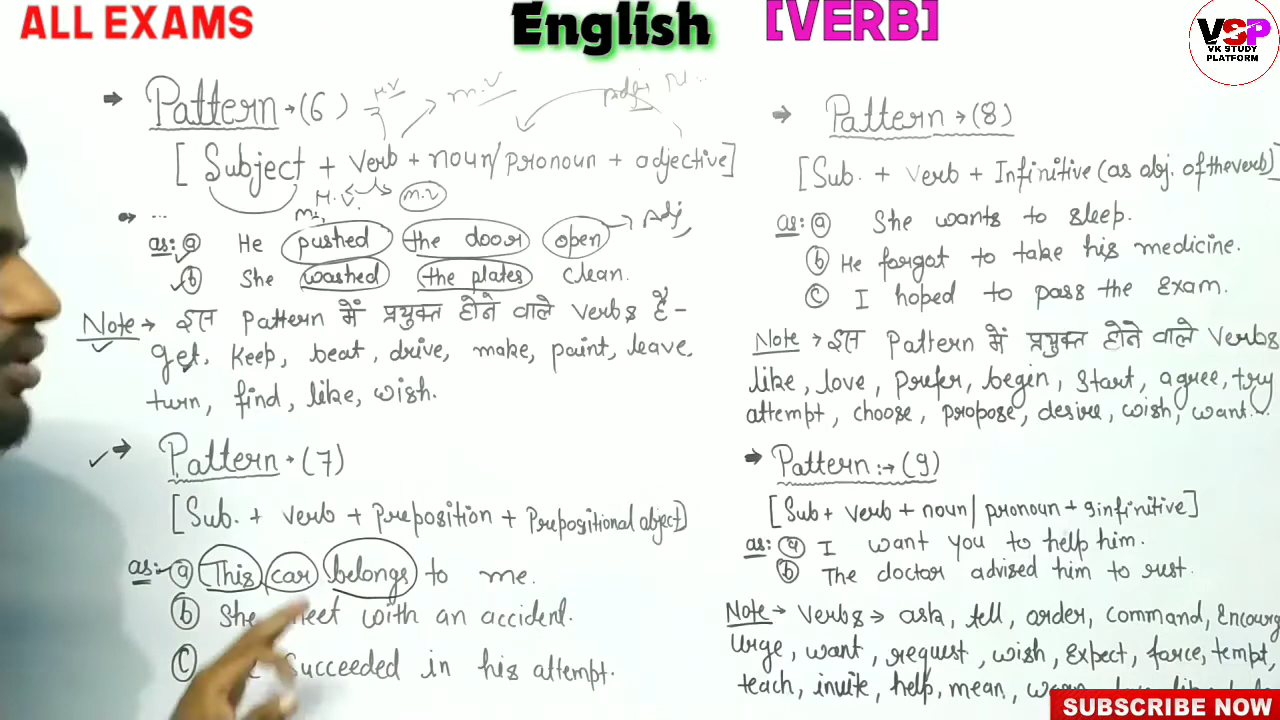 ALL EXAMS
English [VERB]
VSP
VK STUDY
PLATFORM
Pattern → (6)
M.V
[Subject + verb + noun/pronoun + adjective]
M.V. m.V
as: (a) He pushed the door open Adj
(b) She washed the plates clean.
Note → इस Pattern में प्रयुक्त होने वाले verbs है-
get, keep, beat, drive, make, paint, leave,
turn, find, like, wish.
Pattern → (7)
[Sub. + verb + preposition + Prepositional object]
as: (a) This car belongs to me.
(b) She meet with an accident.
(c) Succeeded in his attempt.
Pattern → (8)
[Sub. + verb + Infinitive (as obj. of the verb)]
as: (a) She wants to sleep.
(b) He forgot to take his medicine.
(c) I hoped to pass the Exam.
Note → इस Pattern में प्रयुक्त होने वाले Verbs
like, love, prefer, begin, start, agree, try
attempt, choose, propose, desire, wish, want...
Pattern :→ (9)
[Sub + verb + noun/pronoun + ginfinitive]
as: (a) I want you to help him.
(b) The doctor advised him to rest.
Note → Verbs → ask, tell, order, command, Encourg
Urge, want, request, wish, Expect, force, tempt,
teach, invite, help, mean,
SUBSCRIBE NOW